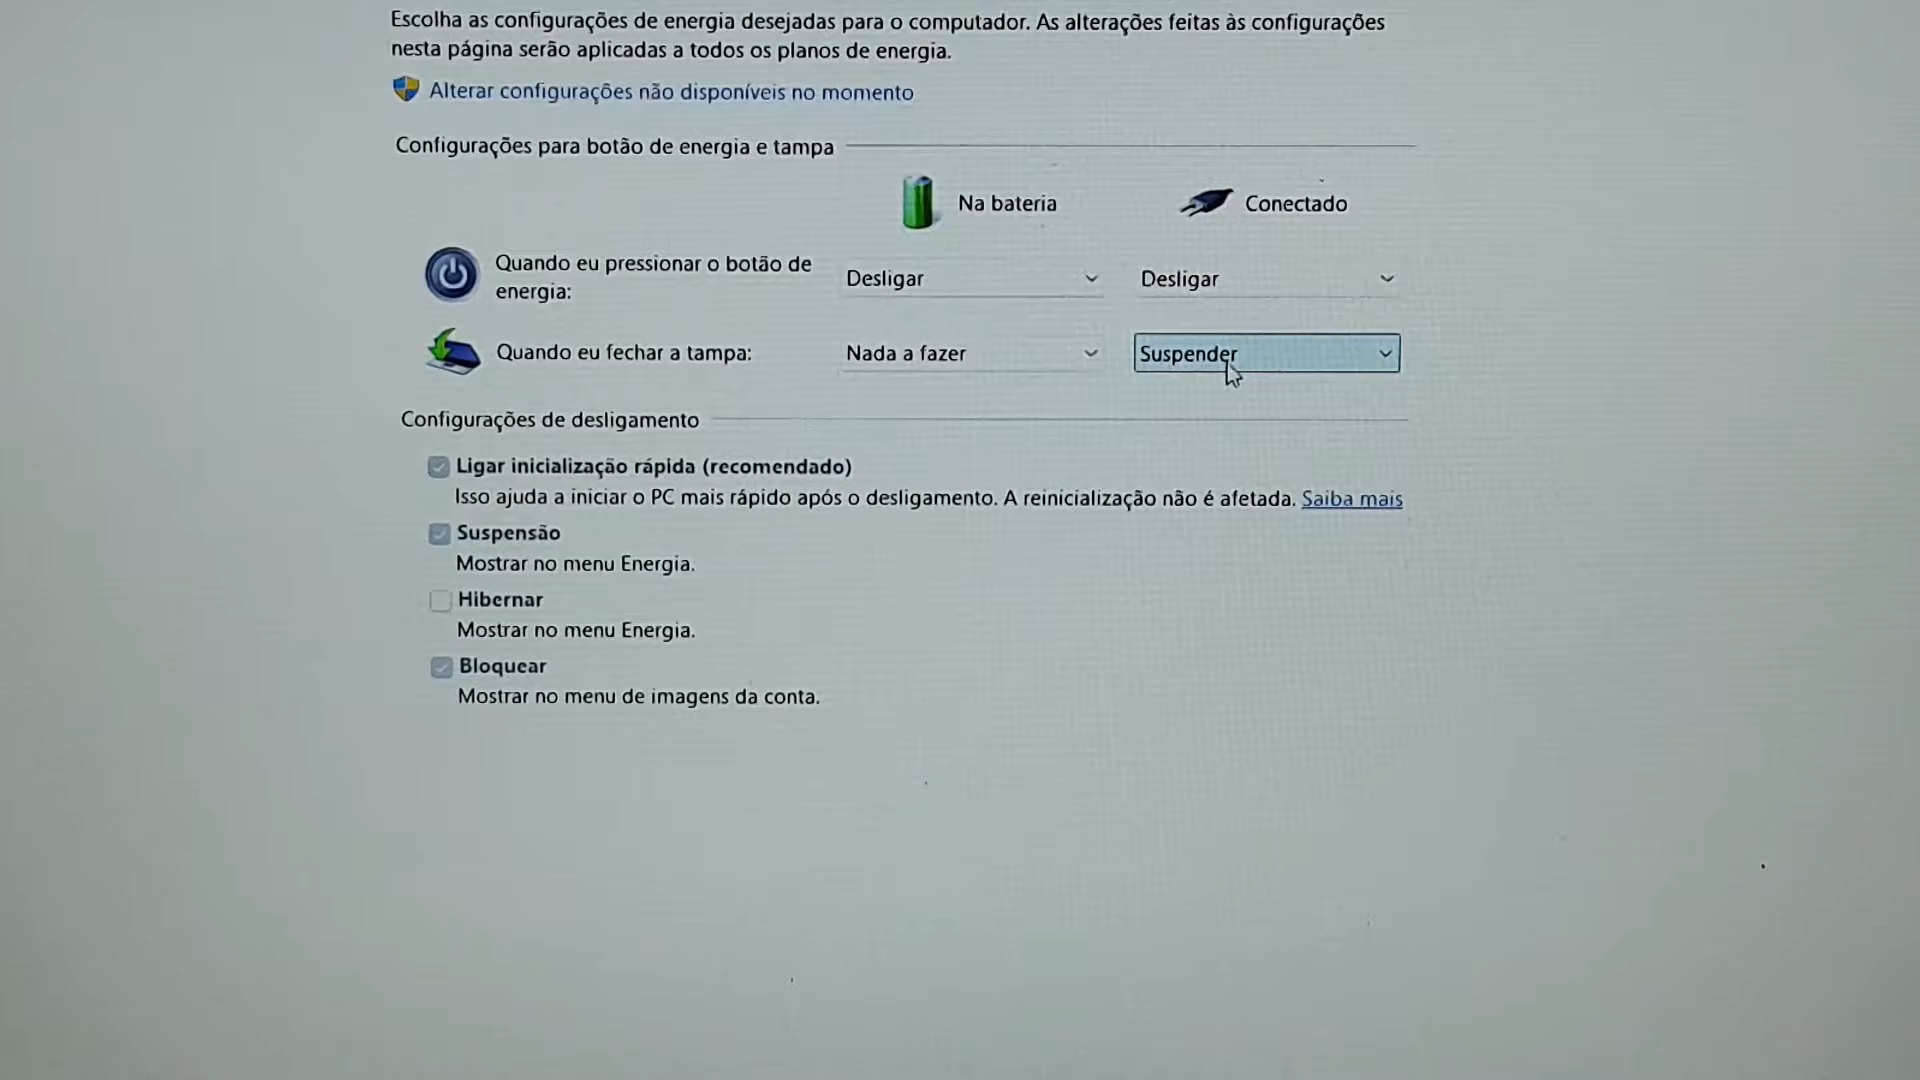 Escolha as configurações de energia desejadas para o computador. As alterações feitas às configurações
nesta página serão aplicadas a todos os planos de energia.
Alterar configurações não disponíveis no momento
Configurações para botão de energia e tampa
Na bateria Conectado
Quando eu pressionar o botão de
energia:
Desligar Desligar
Quando eu fechar a tampa: Nada a fazer Suspender
Configurações de desligamento
Ligar inicialização rápida (recomendado)
Isso ajuda a iniciar o PC mais rápido após o desligamento. A reinicialização não é afetada. Saiba mais
Suspensão
Mostrar no menu Energia.
Hibernar
Mostrar no menu Energia.
Bloquear
Mostrar no menu de imagens da conta.